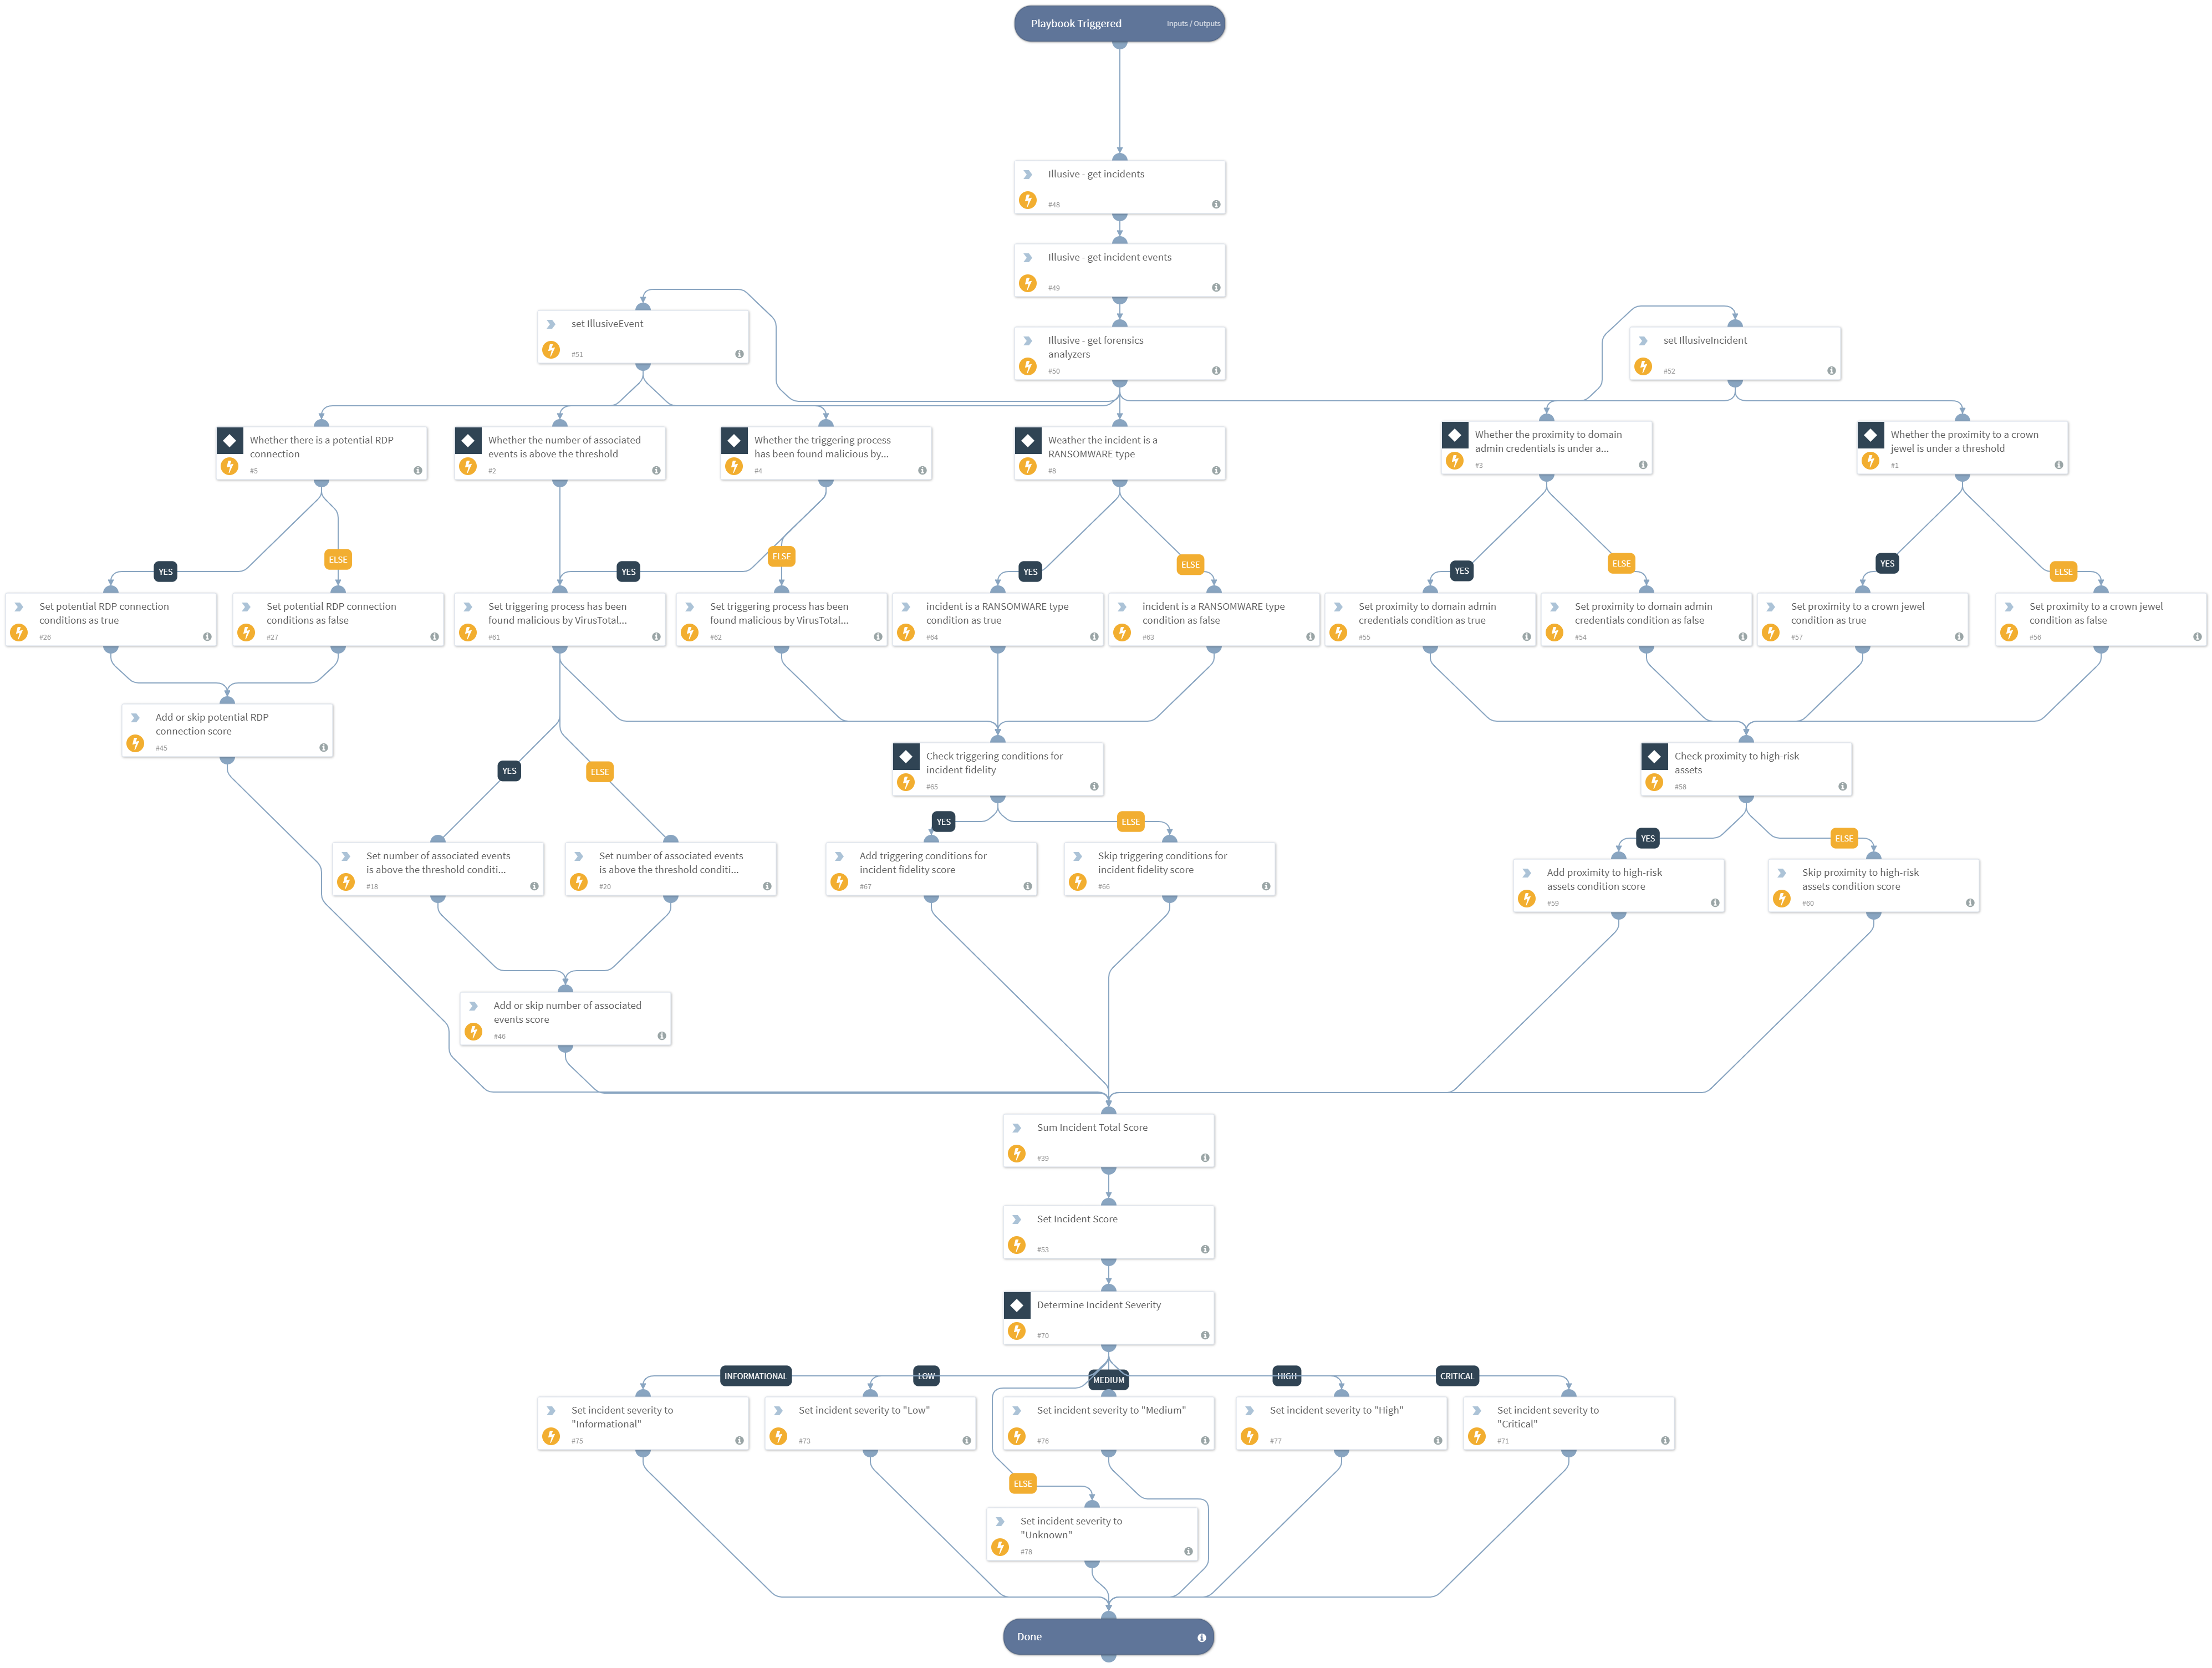 Playbook Triggered
Inputs / Outputs
Illusive - get incidents
#48
Illusive - get incident events
#49
set IllusiveEvent
#51
Illusive - get forensics
analyzers
#50
set IllusiveIncident
#52
Whether there is a potential RDP
connection
#5
Whether the number of associated
events is above the threshold
#2
Whether the triggering process
has been found malicious by...
#4
Weather the incident is a
RANSOMWARE type
#8
Whether the proximity to domain
admin credentials is under a...
#3
Whether the proximity to a crown
jewel is under a threshold
#1
YES
ELSE
YES
ELSE
YES
ELSE
YES
ELSE
YES
ELSE
Set potential RDP connection
conditions as true
#26
Set potential RDP connection
conditions as false
#27
Set triggering process has been
found malicious by VirusTotal...
#61
Set triggering process has been
found malicious by VirusTotal...
#62
incident is a RANSOMWARE type
condition as true
#64
incident is a RANSOMWARE type
condition as false
#63
Set proximity to domain admin
credentials condition as true
#55
Set proximity to domain admin
credentials condition as false
#54
Set proximity to a crown jewel
condition as true
#57
Set proximity to a crown jewel
condition as false
#56
Add or skip potential RDP
connection score
#45
YES
ELSE
Check triggering conditions for
incident fidelity
#65
Check proximity to high-risk
assets
#58
YES
ELSE
YES
ELSE
Set number of associated events
is above the threshold conditi...
#18
Set number of associated events
is above the threshold conditi...
#20
Add triggering conditions for
incident fidelity score
#67
Skip triggering conditions for
incident fidelity score
#66
Add proximity to high-risk
assets condition score
#59
Skip proximity to high-risk
assets condition score
#60
Add or skip number of associated
events score
#46
Sum Incident Total Score
#39
Set Incident Score
#53
Determine Incident Severity
#70
INFORMATIONAL
LOW
MEDIUM
HIGH
CRITICAL
Set incident severity to
"Informational"
#75
Set incident severity to "Low"
#73
Set incident severity to "Medium"
#76
Set incident severity to "High"
#77
Set incident severity to
"Critical"
#71
ELSE
Set incident severity to
"Unknown"
#78
Done